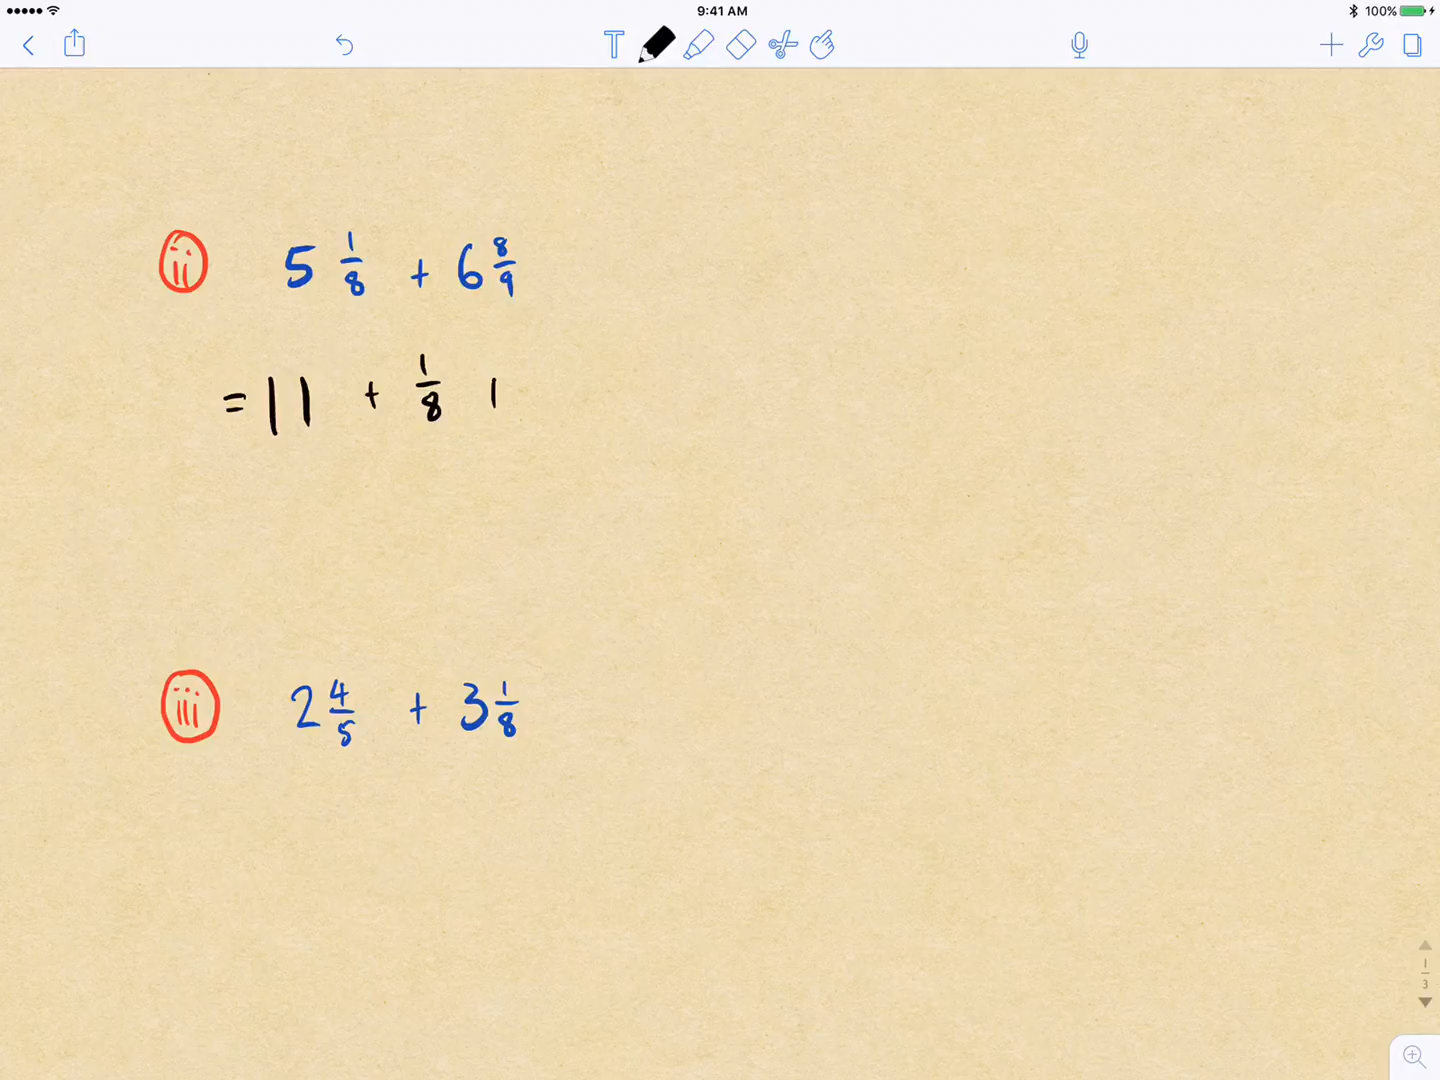 9:41 AM
100%
T
ii 5 1/8 + 6 8/9
= 11 + 1/8 1
iii 2 4/5 + 3 1/8
1
3